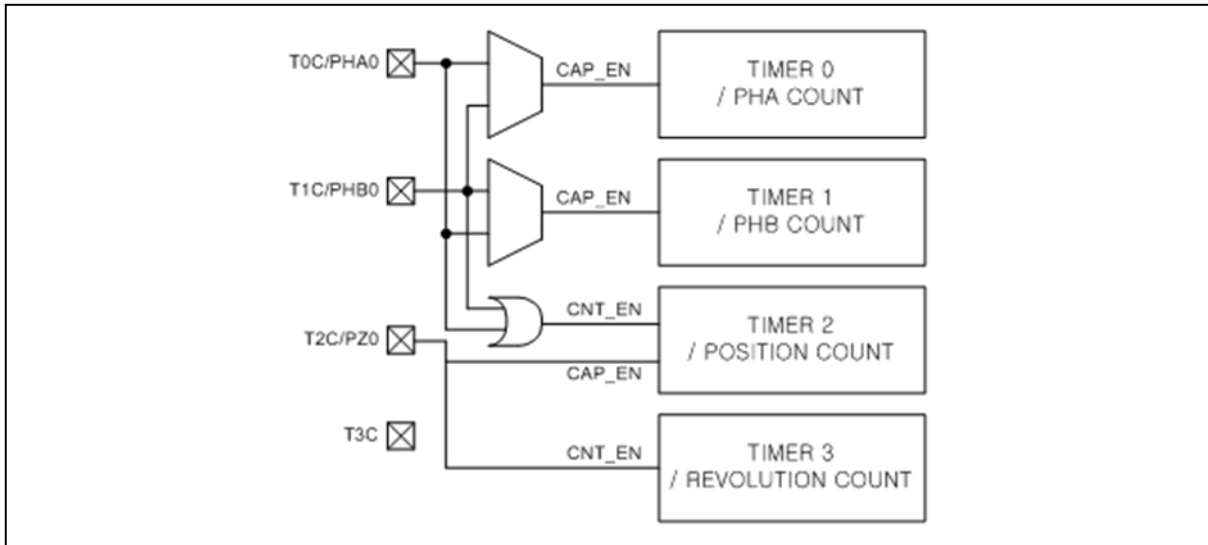 T0C/PHA0
CAP_EN
TIMER 0
/ PHA COUNT
T1C/PHB0
CAP_EN
TIMER 1
/ PHB COUNT
T2C/PZ0
CNT_EN
CAP_EN
TIMER 2
/ POSITION COUNT
T3C
CNT_EN
TIMER 3
/ REVOLUTION COUNT